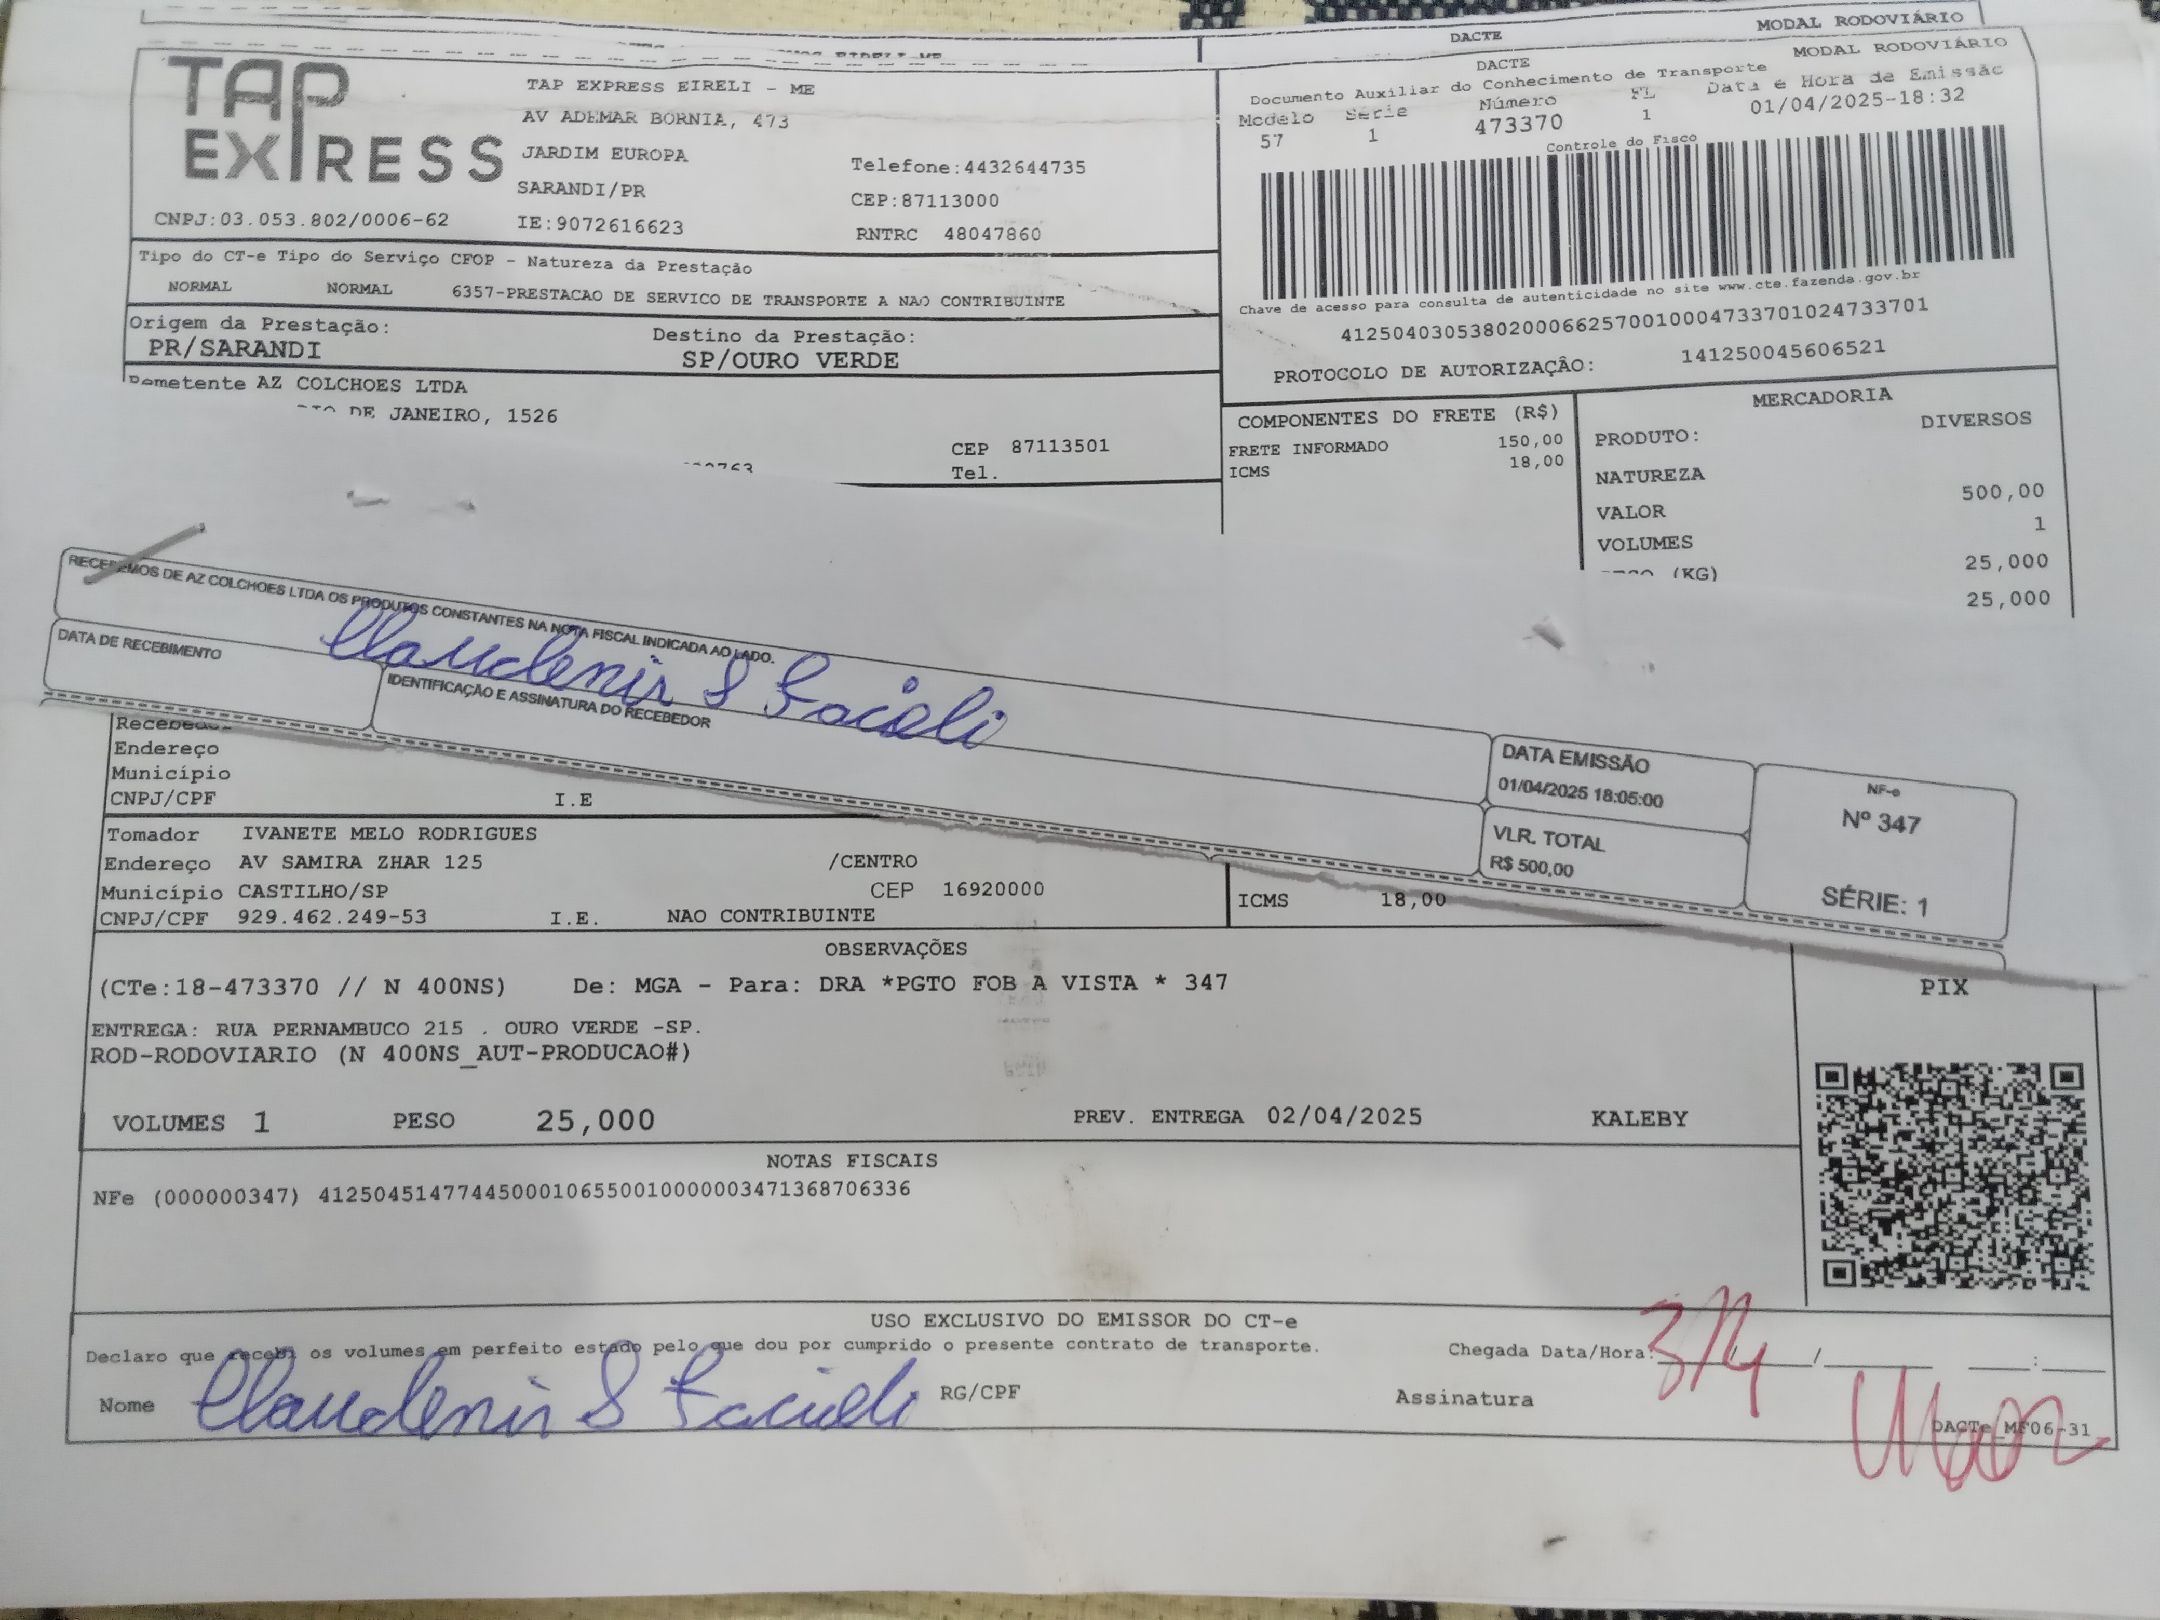 DACTE MODAL RODOVIÁRIO
TAP EXPRESS
TAP EXPRESS EIRELI - ME
AV ADEMAR BORNIA, 473
JARDIM EUROPA Telefone:4432644735
SARANDI/PR CEP:87113000
CNPJ:03.053.802/0006-62 IE:9072616623 RNTRC 48047860
DACTE MODAL RODOVIÁRIO
Documento Auxiliar do Conhecimento de Transporte
Modelo Série Número FL Data e Hora de Emissão
57 1 473370 1 01/04/2025-18:32
Controle do Fisco
Chave de acesso para consulta de autenticidade no site www.cte.fazenda.gov.br
41250403053802000662570010004733701024733701
PROTOCOLO DE AUTORIZAÇÃO: 141250045606521
Tipo do CT-e Tipo do Serviço CFOP - Natureza da Prestação
NORMAL NORMAL 6357-PRESTACAO DE SERVICO DE TRANSPORTE A NAO CONTRIBUINTE
Origem da Prestação: Destino da Prestação:
PR/SARANDI SP/OURO VERDE
Remetente AZ COLCHOES LTDA
DE JANEIRO, 1526
CEP 87113501
Tel.
COMPONENTES DO FRETE (R$)
FRETE INFORMADO 150,00
ICMS 18,00
MERCADORIA
PRODUTO: DIVERSOS
NATUREZA
VALOR 500,00
VOLUMES 1
(KG) 25,000
25,000
RECEBEMOS DE AZ COLCHOES LTDA OS PRODUTOS CONSTANTES NA NOTA FISCAL INDICADA AO LADO.
DATA DE RECEBIMENTO
IDENTIFICAÇÃO E ASSINATURA DO RECEBEDOR
Claudenir S
DATA EMISSÃO
01/04/2025 18:05:00
VLR. TOTAL
R$ 500,00
NF-e
Nº 347
SÉRIE: 1
Endereço
Município
CNPJ/CPF I.E
Tomador IVANETE MELO RODRIGUES
Endereço AV SAMIRA ZHAR 125 /CENTRO
Município CASTILHO/SP CEP 16920000
CNPJ/CPF 929.462.249-53 I.E. NAO CONTRIBUINTE
ICMS 18,00
OBSERVAÇÕES
(CTe:18-473370 // N 400NS) De: MGA - Para: DRA *PGTO FOB A VISTA * 347
ENTREGA: RUA PERNAMBUCO 215 . OURO VERDE -SP.
ROD-RODOVIARIO (N 400NS_AUT-PRODUCAO#)
PIX
VOLUMES 1 PESO 25,000 PREV. ENTREGA 02/04/2025 KALEBY
NOTAS FISCAIS
NFe (000000347) 41250451477445000106550010000003471368706336
USO EXCLUSIVO DO EMISSOR DO CT-e
Declaro que recebi os volumes em perfeito estado pelo que dou por cumprido o presente contrato de transporte.
Chegada Data/Hora: 3/4
Nome Claudenir S RG/CPF Assinatura
DACTe_MF06-31